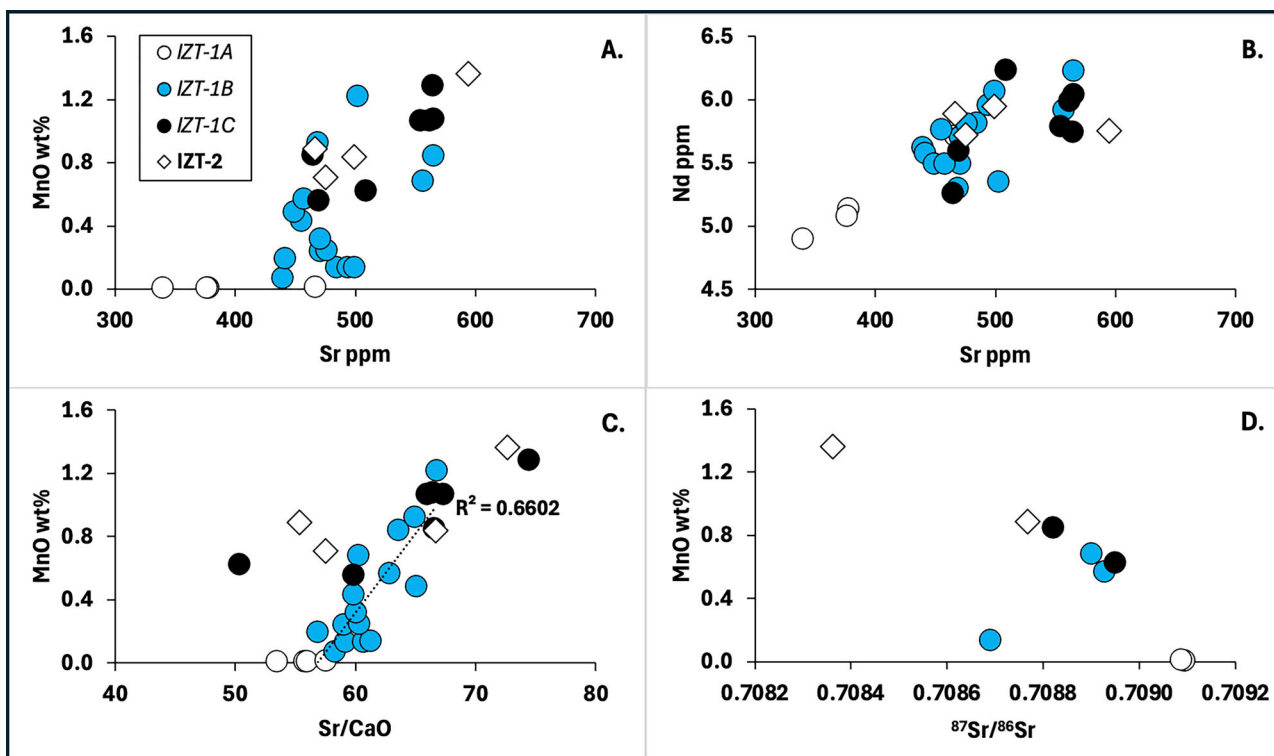 A.
MnO wt%
1.6
1.2
0.8
0.4
0.0
300 400 500 600 700
Sr ppm
IZT-1A
IZT-1B
IZT-1C
IZT-2
B.
Nd ppm
6.5
6.0
5.5
5.0
4.5
300 400 500 600 700
Sr ppm
C.
MnO wt%
1.6
1.2
0.8
0.4
0.0
R² = 0.6602
40 50 60 70 80
Sr/CaO
D.
MnO wt%
1.6
1.2
0.8
0.4
0.0
0.7082 0.7084 0.7086 0.7088 0.7090 0.7092
⁸⁷Sr/⁸⁶Sr